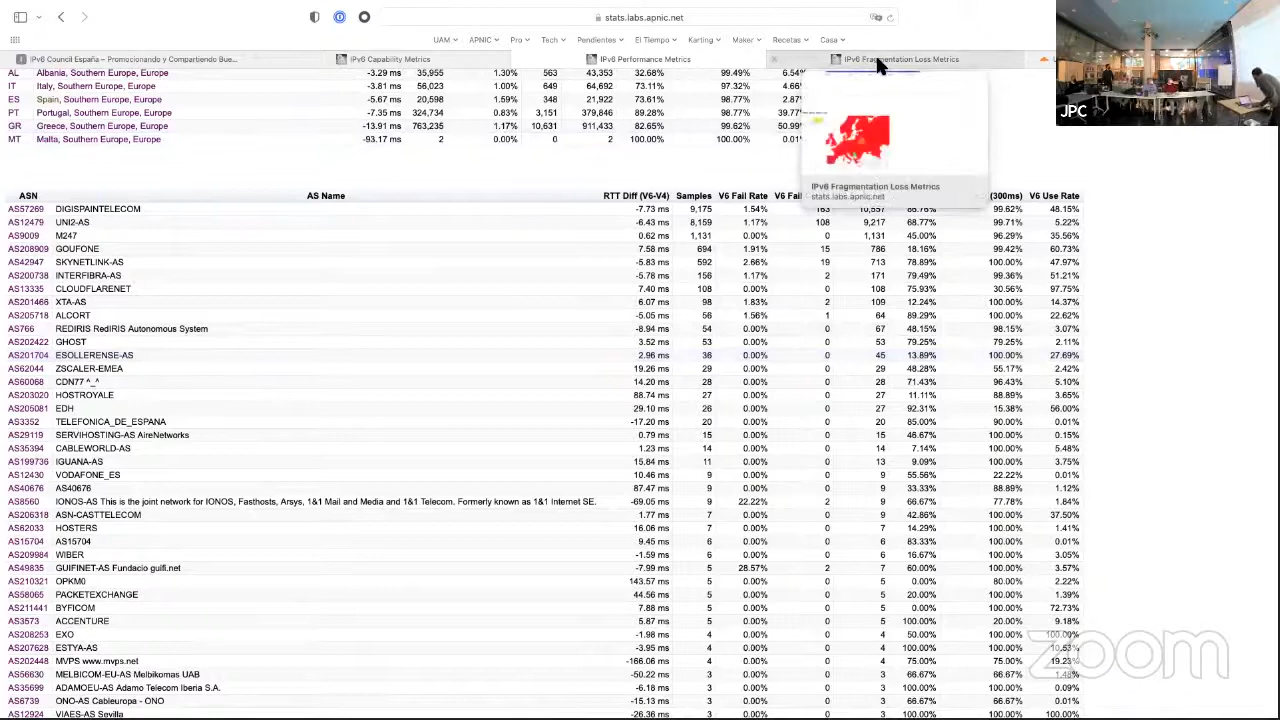 stats.labs.apnic.net
UAM APNIC Pro Tech Pendientes El Tiempo Karting Maker Recetas Casa
IPv6 Council España – Promocionando y Compartiendo Bue... IPv6 Capability Metrics IPv6 Performance Metrics IPv6 Fragmentation Loss Metrics
AL Albania, Southern Europe, Europe -3.29 ms 35,955 1.30% 563 43,353 32.68% 99.49% 6.54%
IT Italy, Southern Europe, Europe -3.81 ms 56,023 1.00% 649 64,692 73.11% 97.32% 4.66%
ES Spain, Southern Europe, Europe -5.67 ms 20,598 1.59% 348 21,922 73.61% 98.77% 2.87%
PT Portugal, Southern Europe, Europe -7.35 ms 324,734 0.83% 3,151 379,846 89.28% 98.77% 39.77%
GR Greece, Southern Europe, Europe -13.91 ms 763,235 1.17% 10,631 911,433 82.65% 99.62% 50.99%
MT Malta, Southern Europe, Europe -93.17 ms 2 0.00% 0 2 100.00% 100.00% 0.01%
IPv6 Fragmentation Loss Metrics
stats.labs.apnic.net
JPC
ASN AS Name RTT Diff (V6-V4) Samples V6 Fail Rate V6 Fail (300ms) V6 Use Rate
AS57269 DIGISPAINTELECOM -7.73 ms 9,175 1.54% 163 10,557 99.62% 48.15%
AS12479 UNI2-AS -6.43 ms 8,159 1.17% 108 9,217 68.77% 99.71% 5.22%
AS9009 M247 0.62 ms 1,131 0.00% 0 1,131 45.00% 96.29% 35.56%
AS208909 GOUFONE 7.58 ms 694 1.91% 15 786 18.16% 99.42% 60.73%
AS42947 SKYNETLINK-AS -5.83 ms 592 2.66% 19 713 78.89% 100.00% 47.97%
AS200738 INTERFIBRA-AS -5.78 ms 156 1.17% 2 171 79.49% 99.36% 51.21%
AS13335 CLOUDFLARENET 7.40 ms 108 0.00% 0 108 75.93% 30.56% 97.75%
AS201466 XTA-AS 6.07 ms 98 1.83% 2 109 12.24% 100.00% 14.37%
AS205718 ALCORT -5.05 ms 56 1.56% 1 64 89.29% 100.00% 22.62%
AS766 REDIRIS RedIRIS Autonomous System -8.94 ms 54 0.00% 0 67 48.15% 98.15% 3.07%
AS202422 GHOST 3.52 ms 53 0.00% 0 53 79.25% 79.25% 2.11%
AS201704 ESOLLERENSE-AS 2.96 ms 36 0.00% 0 45 13.89% 100.00% 27.69%
AS62044 ZSCALER-EMEA 19.26 ms 29 0.00% 0 29 48.28% 55.17% 2.42%
AS60068 CDN77 ^_^ 14.20 ms 28 0.00% 0 28 71.43% 96.43% 5.10%
AS203020 HOSTROYALE 88.74 ms 27 0.00% 0 27 11.11% 88.89% 3.65%
AS205081 EDH 29.10 ms 26 0.00% 0 27 92.31% 15.38% 56.00%
AS3352 TELEFONICA_DE_ESPANA -17.20 ms 20 0.00% 0 20 85.00% 90.00% 0.01%
AS29119 SERVIHOSTING-AS AireNetworks 0.79 ms 15 0.00% 0 15 46.67% 100.00% 0.15%
AS35394 CABLEWORLD-AS 1.23 ms 14 0.00% 0 14 7.14% 100.00% 5.48%
AS199736 IGUANA-AS 15.84 ms 11 0.00% 0 13 9.09% 100.00% 3.75%
AS12430 VODAFONE_ES 10.46 ms 9 0.00% 0 9 55.56% 22.22% 0.01%
AS40676 AS40676 87.47 ms 9 0.00% 0 9 33.33% 88.89% 1.12%
AS8560 IONOS-AS This is the joint network for IONOS, Fasthosts, Arsys, 1&1 Mail and Media and 1&1 Telecom. Formerly known as 1&1 Internet SE. -69.05 ms 9 22.22% 2 9 66.67% 77.78% 1.84%
AS206318 ASN-CASTTELECOM 1.77 ms 7 0.00% 0 9 42.86% 100.00% 37.50%
AS62033 HOSTERS 16.06 ms 7 0.00% 0 7 14.29% 100.00% 1.41%
AS15704 AS15704 9.45 ms 6 0.00% 0 6 83.33% 100.00% 0.01%
AS209984 WIBER -1.59 ms 6 0.00% 0 6 16.67% 100.00% 3.05%
AS49835 GUIFINET-AS Fundacio guifi.net -7.99 ms 5 28.57% 2 7 60.00% 100.00% 3.57%
AS210321 OPKM0 143.57 ms 5 0.00% 0 5 0.00% 80.00% 2.22%
AS58065 PACKETEXCHANGE 44.56 ms 5 0.00% 0 5 20.00% 100.00% 1.39%
AS211441 BYFICOM 7.88 ms 5 0.00% 0 5 0.00% 100.00% 72.73%
AS3573 ACCENTURE 5.87 ms 5 0.00% 0 5 100.00% 20.00% 9.18%
AS208253 EXO -1.98 ms 4 0.00% 0 4 50.00% 100.00% 100.00%
AS207628 ESTYA-AS -3.95 ms 4 0.00% 0 4 75.00% 100.00% 10.53%
AS202448 MVPS www.mvps.net -166.06 ms 4 0.00% 0 4 75.00% 75.00% 19.23%
AS56630 MELBICOM-EU-AS Melbikomas UAB -50.22 ms 3 0.00% 0 3 66.67% 66.67% 1.48%
AS35699 ADAMOEU-AS Adamo Telecom Iberia S.A. -6.18 ms 3 0.00% 0 3 100.00% 100.00% 0.09%
AS6739 ONO-AS Cableuropa - ONO -15.13 ms 3 0.00% 0 3 66.67% 66.67% 0.01%
AS12924 VIAES-AS Sevilla -26.36 ms 3 0.00% 0 3 100.00% 100.00% 100.00%
zoom